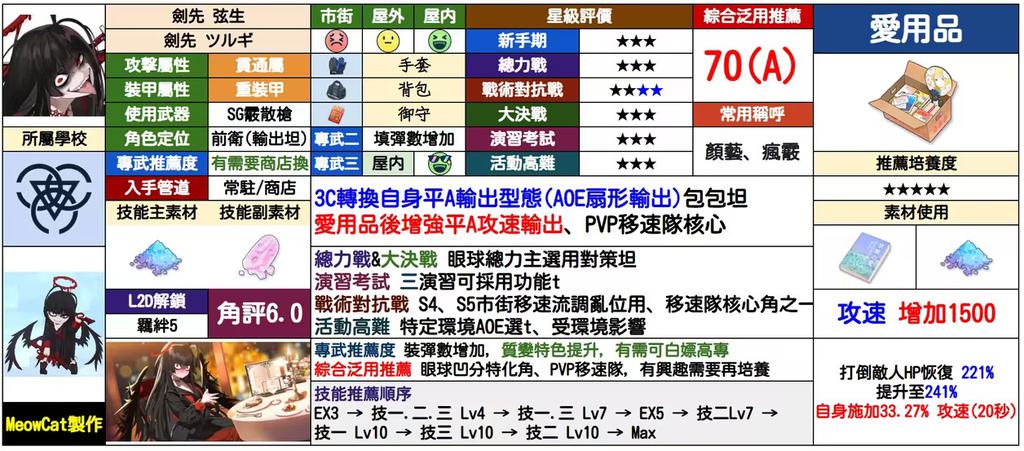 劍先 弦生
劍先 ツルギ
攻擊屬性 貫通屬
裝甲屬性 重裝甲
使用武器 SG霰散槍
所屬學校
角色定位 前衛(輸出坦)
專武推薦度 有需要商店換
入手管道 常駐/商店
技能主素材 技能副素材
L2D解鎖
羈絆5
角評6.0
MeowCat製作
市街 屋外 屋内
手套
背包
御守
專武二 填彈數增加
專武三 屋内
星級評價
新手期 ★★★
總力戰 ★★★
戰術對抗戰 ★★★★
大決戰 ★★★
演習考試 ★★★
活動高難 ★★★
綜合泛用推薦
70(A)
常用稱呼
顏藝、瘋霰
3C轉換自身平A輸出型態(AOE扇形輸出)包包坦
愛用品後增強平A攻速輸出、PVP移速隊核心
總力戰&大決戰 眼球總力主選用對策坦
演習考試 三演習可採用功能t
戰術對抗戰 S4、S5市街移速流調亂位用、移速隊核心角之一
活動高難 特定環境AOE選t、受環境影響
專武推薦度 裝彈數增加，質變特色提升，有需可白嫖高專
綜合泛用推薦 眼球凹分特化角、PVP移速隊，有興趣需要再培養
技能推薦順序
EX3 → 技一.二.三 Lv4 → 技一.三 Lv7 → EX5 → 技二Lv7 →
技一 Lv10 → 技三 Lv10 → 技二 Lv10 → Max
愛用品
推薦培養度
★★★★★
素材使用
攻速 增加1500
打倒敵人HP恢復 221%
提升至241%
自身施加33.27% 攻速(20秒)